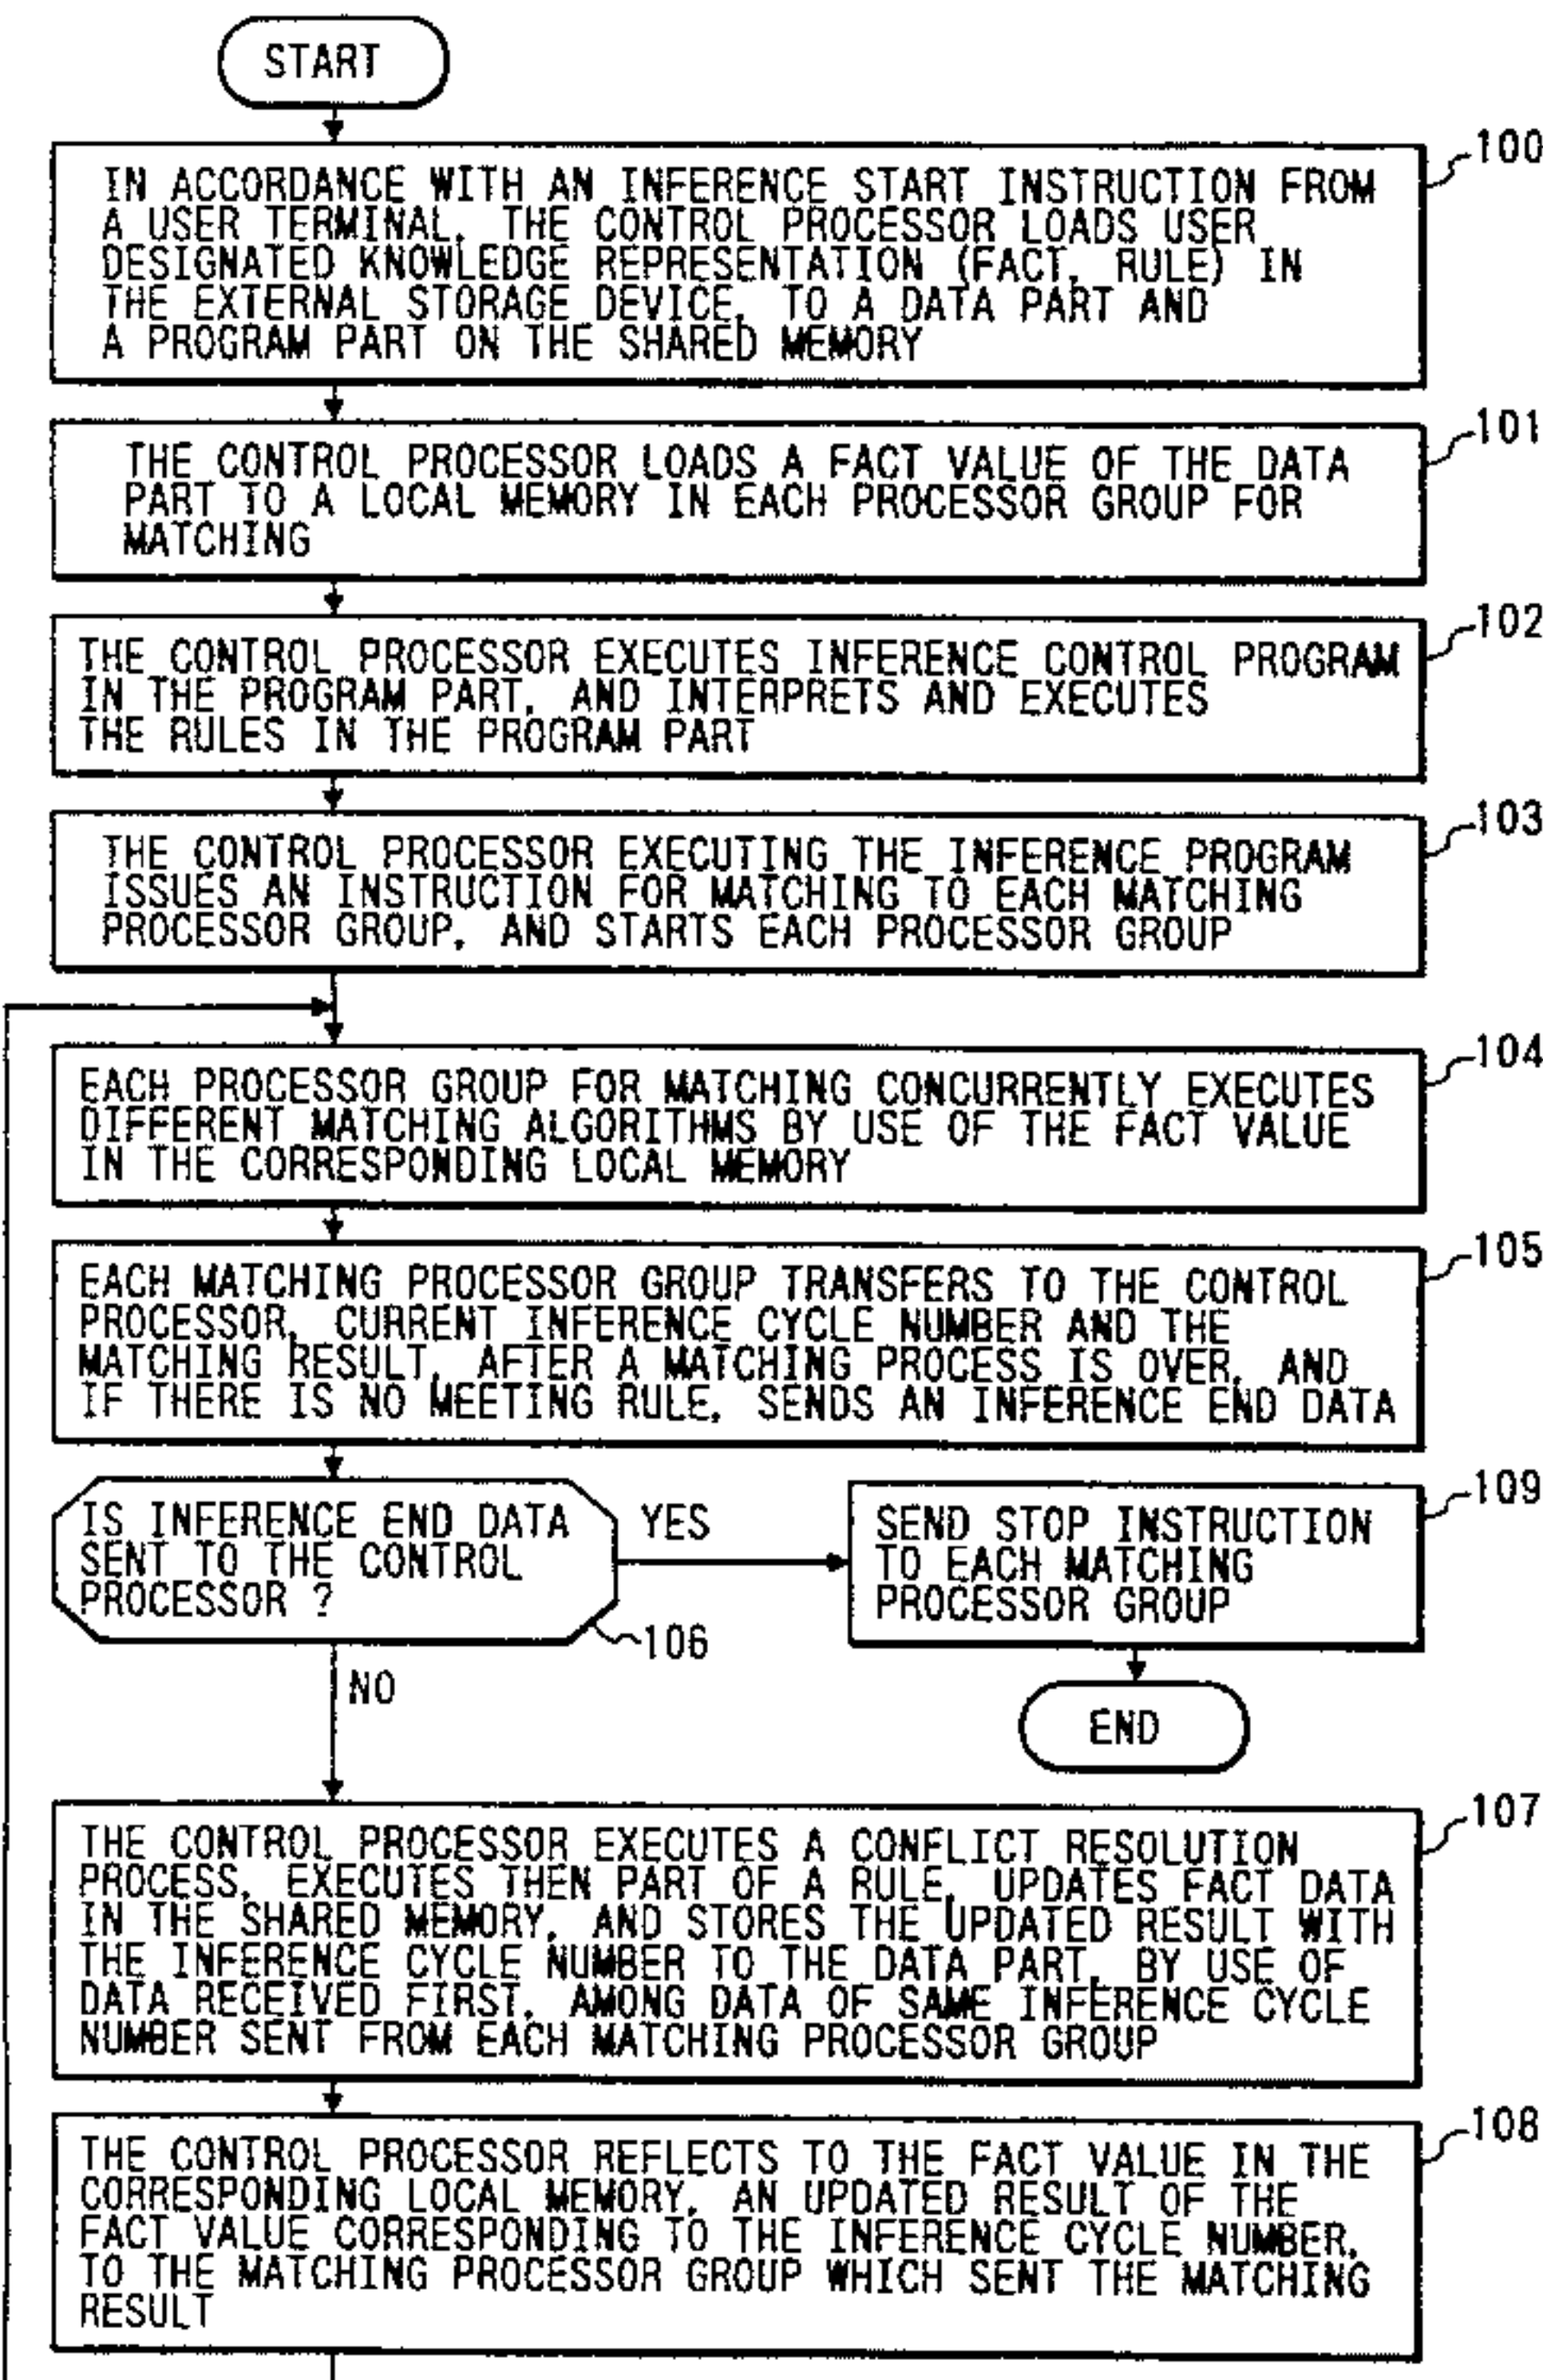 START
100
IN ACCORDANCE WITH AN INFERENCE START INSTRUCTION FROM
A USER TERMINAL, THE CONTROL PROCESSOR LOADS USER
DESIGNATED KNOWLEDGE REPRESENTATION (FACT, RULE) IN
THE EXTERNAL STORAGE DEVICE, TO A DATA PART AND
A PROGRAM PART ON THE SHARED MEMORY
101
THE CONTROL PROCESSOR LOADS A FACT VALUE OF THE DATA
PART TO A LOCAL MEMORY IN EACH PROCESSOR GROUP FOR
MATCHING
102
THE CONTROL PROCESSOR EXECUTES INFERENCE CONTROL PROGRAM
IN THE PROGRAM PART, AND INTERPRETS AND EXECUTES
THE RULES IN THE PROGRAM PART
103
THE CONTROL PROCESSOR EXECUTING THE INFERENCE PROGRAM
ISSUES AN INSTRUCTION FOR MATCHING TO EACH MATCHING
PROCESSOR GROUP, AND STARTS EACH PROCESSOR GROUP
104
EACH PROCESSOR GROUP FOR MATCHING CONCURRENTLY EXECUTES
DIFFERENT MATCHING ALGORITHMS BY USE OF THE FACT VALUE
IN THE CORRESPONDING LOCAL MEMORY
105
EACH MATCHING PROCESSOR GROUP TRANSFERS TO THE CONTROL
PROCESSOR, CURRENT INFERENCE CYCLE NUMBER AND THE
MATCHING RESULT, AFTER A MATCHING PROCESS IS OVER, AND
IF THERE IS NO MEETING RULE, SENDS AN INFERENCE END DATA
IS INFERENCE END DATA
SENT TO THE CONTROL
PROCESSOR ?
106
YES
NO
109
SEND STOP INSTRUCTION
TO EACH MATCHING
PROCESSOR GROUP
END
107
THE CONTROL PROCESSOR EXECUTES A CONFLICT RESOLUTION
PROCESS, EXECUTES THEN PART OF A RULE, UPDATES FACT DATA
IN THE SHARED MEMORY, AND STORES THE UPDATED RESULT WITH
THE INFERENCE CYCLE NUMBER TO THE DATA PART, BY USE OF
DATA RECEIVED FIRST, AMONG DATA OF SAME INFERENCE CYCLE
NUMBER SENT FROM EACH MATCHING PROCESSOR GROUP
108
THE CONTROL PROCESSOR REFLECTS TO THE FACT VALUE IN THE
CORRESPONDING LOCAL MEMORY, AN UPDATED RESULT OF THE
FACT VALUE CORRESPONDING TO THE INFERENCE CYCLE NUMBER,
TO THE MATCHING PROCESSOR GROUP WHICH SENT THE MATCHING
RESULT